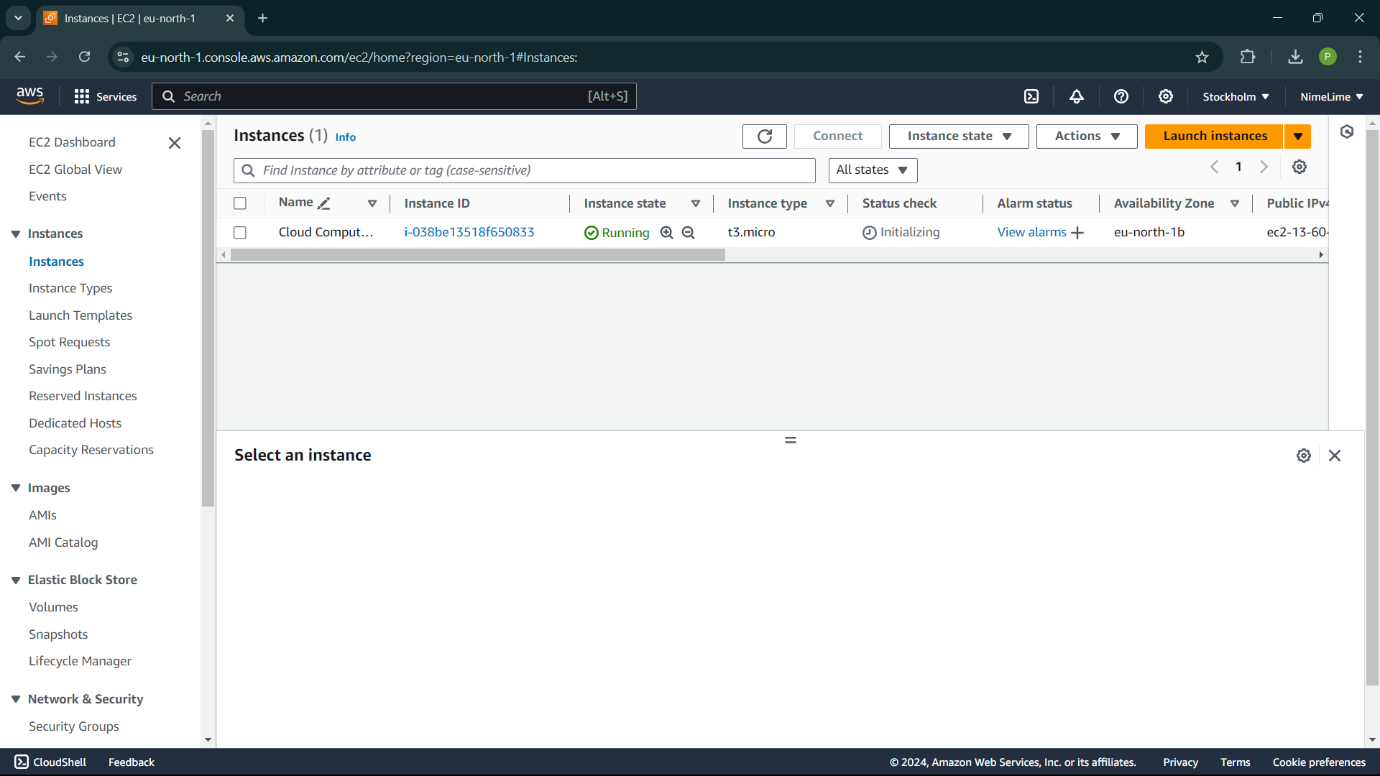 Instances | EC2 | eu-north-1
eu-north-1.console.aws.amazon.com/ec2/home?region=eu-north-1#Instances:
P
aws
Services
Search
[Alt+S]
Stockholm
NimeLime
EC2 Dashboard
EC2 Global View
Events
Instances
Instances
Instance Types
Launch Templates
Spot Requests
Savings Plans
Reserved Instances
Dedicated Hosts
Capacity Reservations
Images
AMIs
AMI Catalog
Elastic Block Store
Volumes
Snapshots
Lifecycle Manager
Network & Security
Security Groups
Instances (1) Info
Connect
Instance state
Actions
Launch instances
Find Instance by attribute or tag (case-sensitive)
All states
1
Name Instance ID Instance state Instance type Status check Alarm status Availability Zone Public IPv4
Cloud Comput... i-038be13518f650833 Running t3.micro Initializing View alarms eu-north-1b ec2-13-60-
Select an instance
CloudShell Feedback © 2024, Amazon Web Services, Inc. or its affiliates. Privacy Terms Cookie preferences